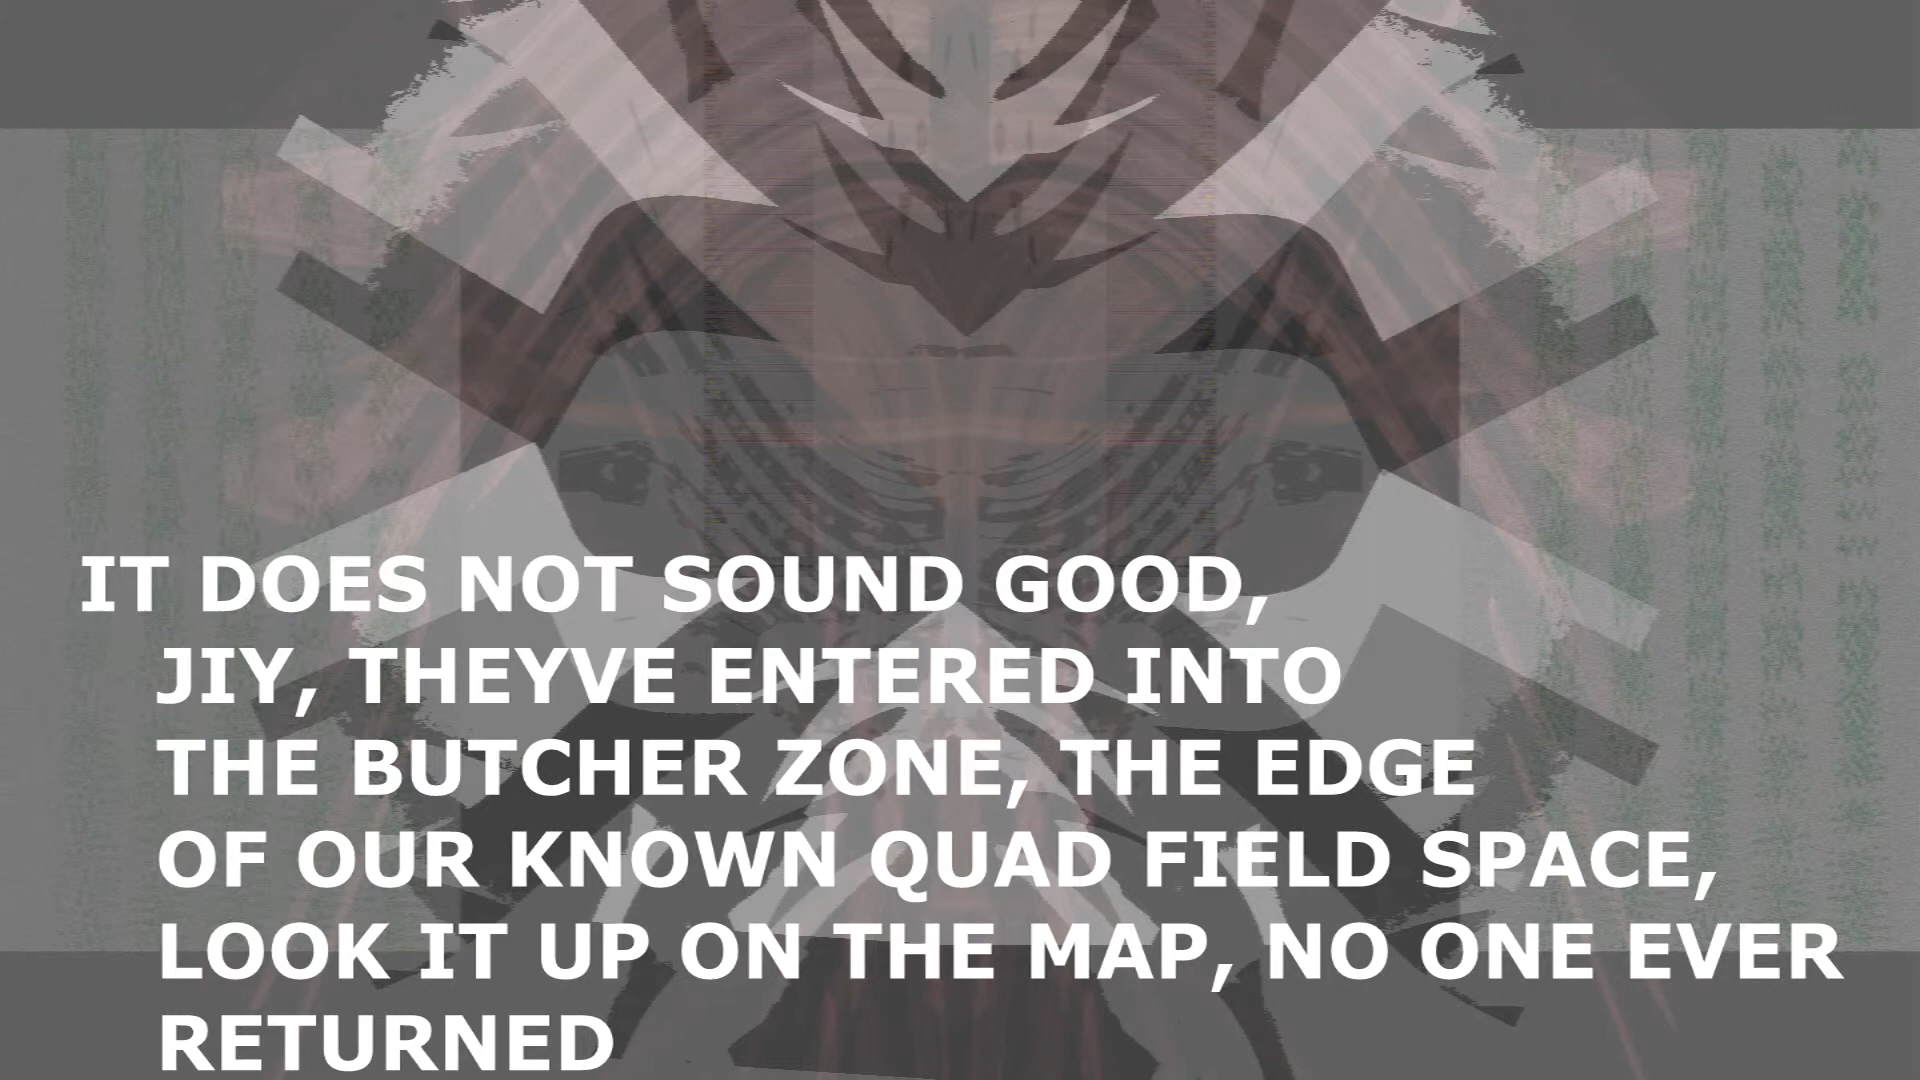 IT DOES NOT SOUND GOOD,
JIY, THEYVE ENTERED INTO
THE BUTCHER ZONE, THE EDGE
OF OUR KNOWN QUAD FIELD SPACE,
LOOK IT UP ON THE MAP, NO ONE EVER
RETURNED